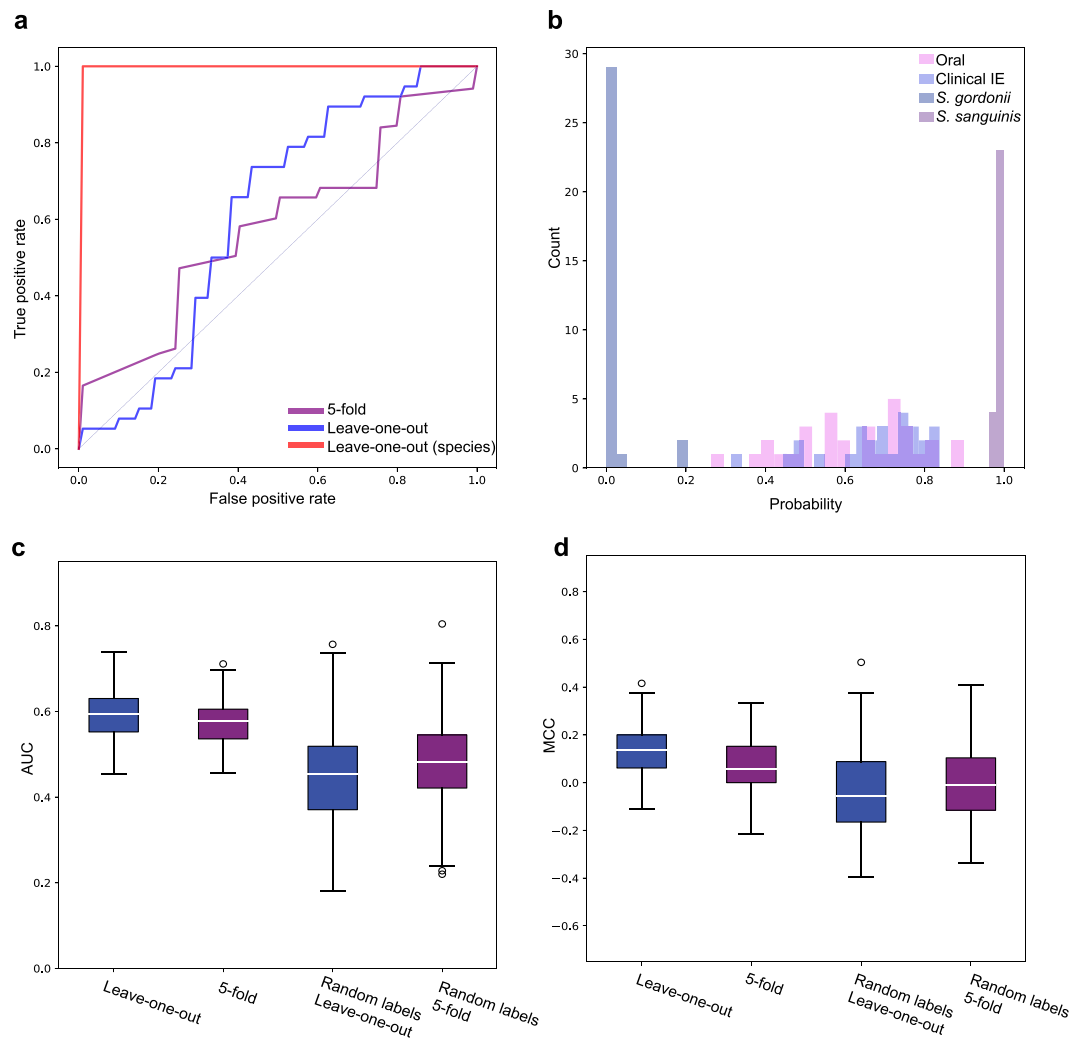 a
True positive rate
1.0
0.8
0.6
0.4
0.2
0.0
0.0
0.2
0.4
0.6
0.8
1.0
False positive rate
5-fold
Leave-one-out
Leave-one-out (species)
b
Count
30
25
20
15
10
5
0
0.0
0.2
0.4
0.6
0.8
1.0
Probability
Oral
Clinical IE
S. gordonii
S. sanguinis
c
AUC
0.8
0.6
0.4
0.2
0.0
Leave-one-out
5-fold
Random labels
Leave-one-out
Random labels
5-fold
d
MCC
0.8
0.6
0.4
0.2
0.0
−0.2
−0.4
−0.6
Leave-one-out
5-fold
Random labels
Leave-one-out
Random labels
5-fold